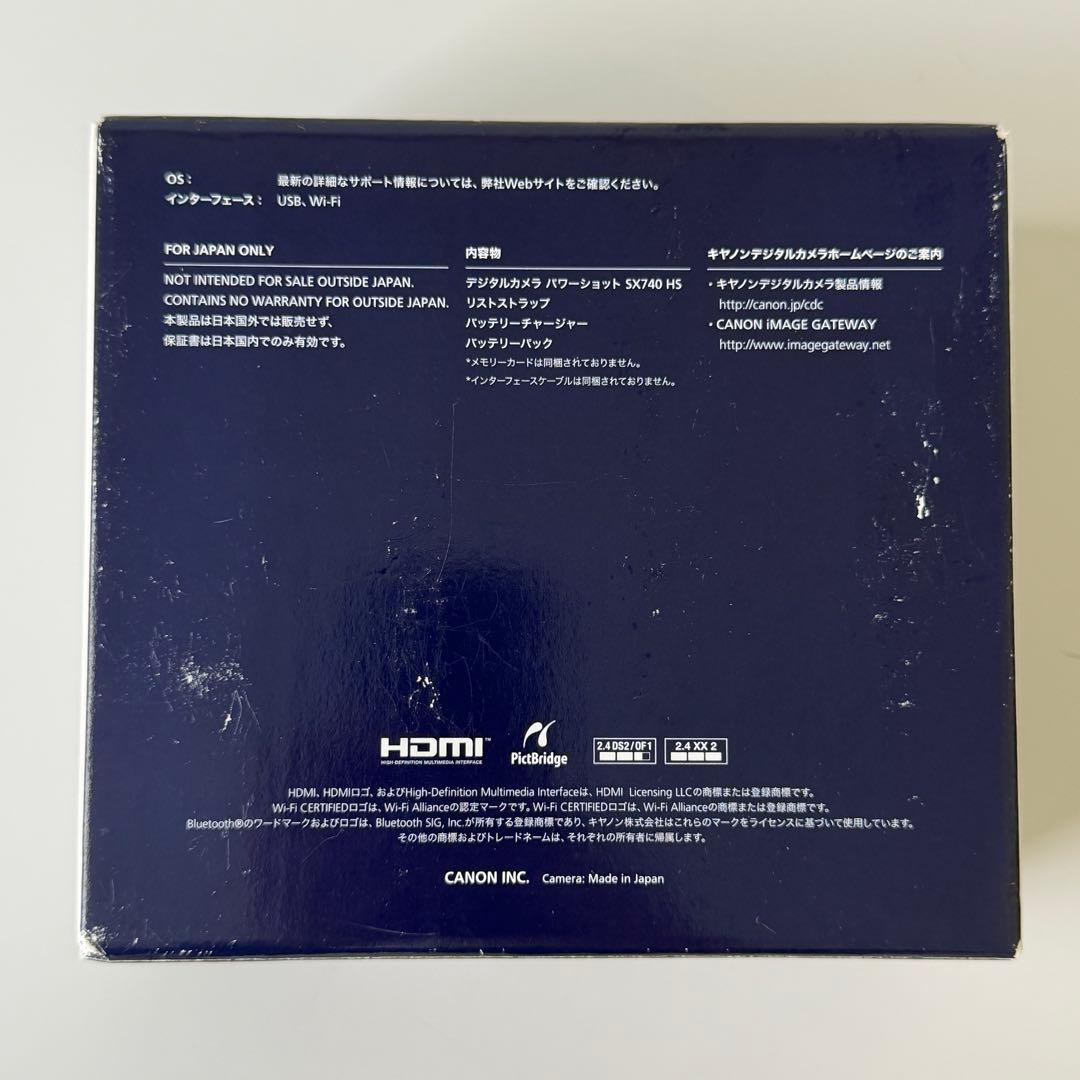 OS: 最新の詳細なサポート情報については、弊社Webサイトをご確認ください。
インターフェース: USB、Wi-Fi
FOR JAPAN ONLY
NOT INTENDED FOR SALE OUTSIDE JAPAN.
CONTAINS NO WARRANTY FOR OUTSIDE JAPAN.
本製品は日本国外では販売せず、
保証書は日本国内でのみ有効です。
内容物
デジタルカメラ パワーショット SX740 HS
リストストラップ
バッテリーチャージャー
バッテリーパック
*メモリーカードは同梱されておりません。
*インターフェースケーブルは同梱されておりません。
キヤノンデジタルカメラホームページのご案内
・キヤノンデジタルカメラ製品情報
http://canon.jp/cdc
・CANON iMAGE GATEWAY
http://www.imagegateway.net
HDMI™
HIGH-DEFINITION MULTIMEDIA INTERFACE
PictBridge
2.4 DS2/OF1
2.4 XX 2
HDMI、HDMIロゴ、およびHigh-Definition Multimedia Interfaceは、HDMI Licensing LLCの商標または登録商標です。
Wi-Fi CERTIFIEDロゴは、Wi-Fi Allianceの認定マークです。Wi-Fi CERTIFIEDロゴは、Wi-Fi Allianceの商標または登録商標です。
Bluetooth®のワードマークおよびロゴは、Bluetooth SIG, Inc.が所有する登録商標であり、キヤノン株式会社はこれらのマークをライセンスに基づいて使用しています。
その他の商標およびトレードネームは、それぞれの所有者に帰属します。
CANON INC. Camera: Made in Japan